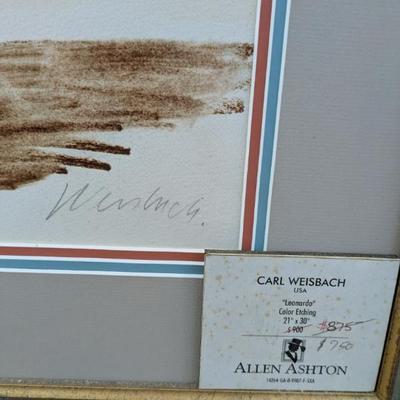 Weisbach.
CARL WEISBACH
USA
"Leonardo"
Color Etching
21" x 30"
$ 900 $875
$ 750
ALLEN ASHTON